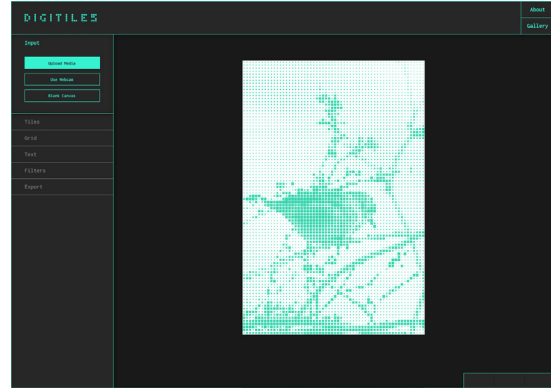 DIGITILES
About
Gallery
Input
Upload Media
Use Webcam
Blank Canvas
Tiles
Grid
Text
Filters
Export